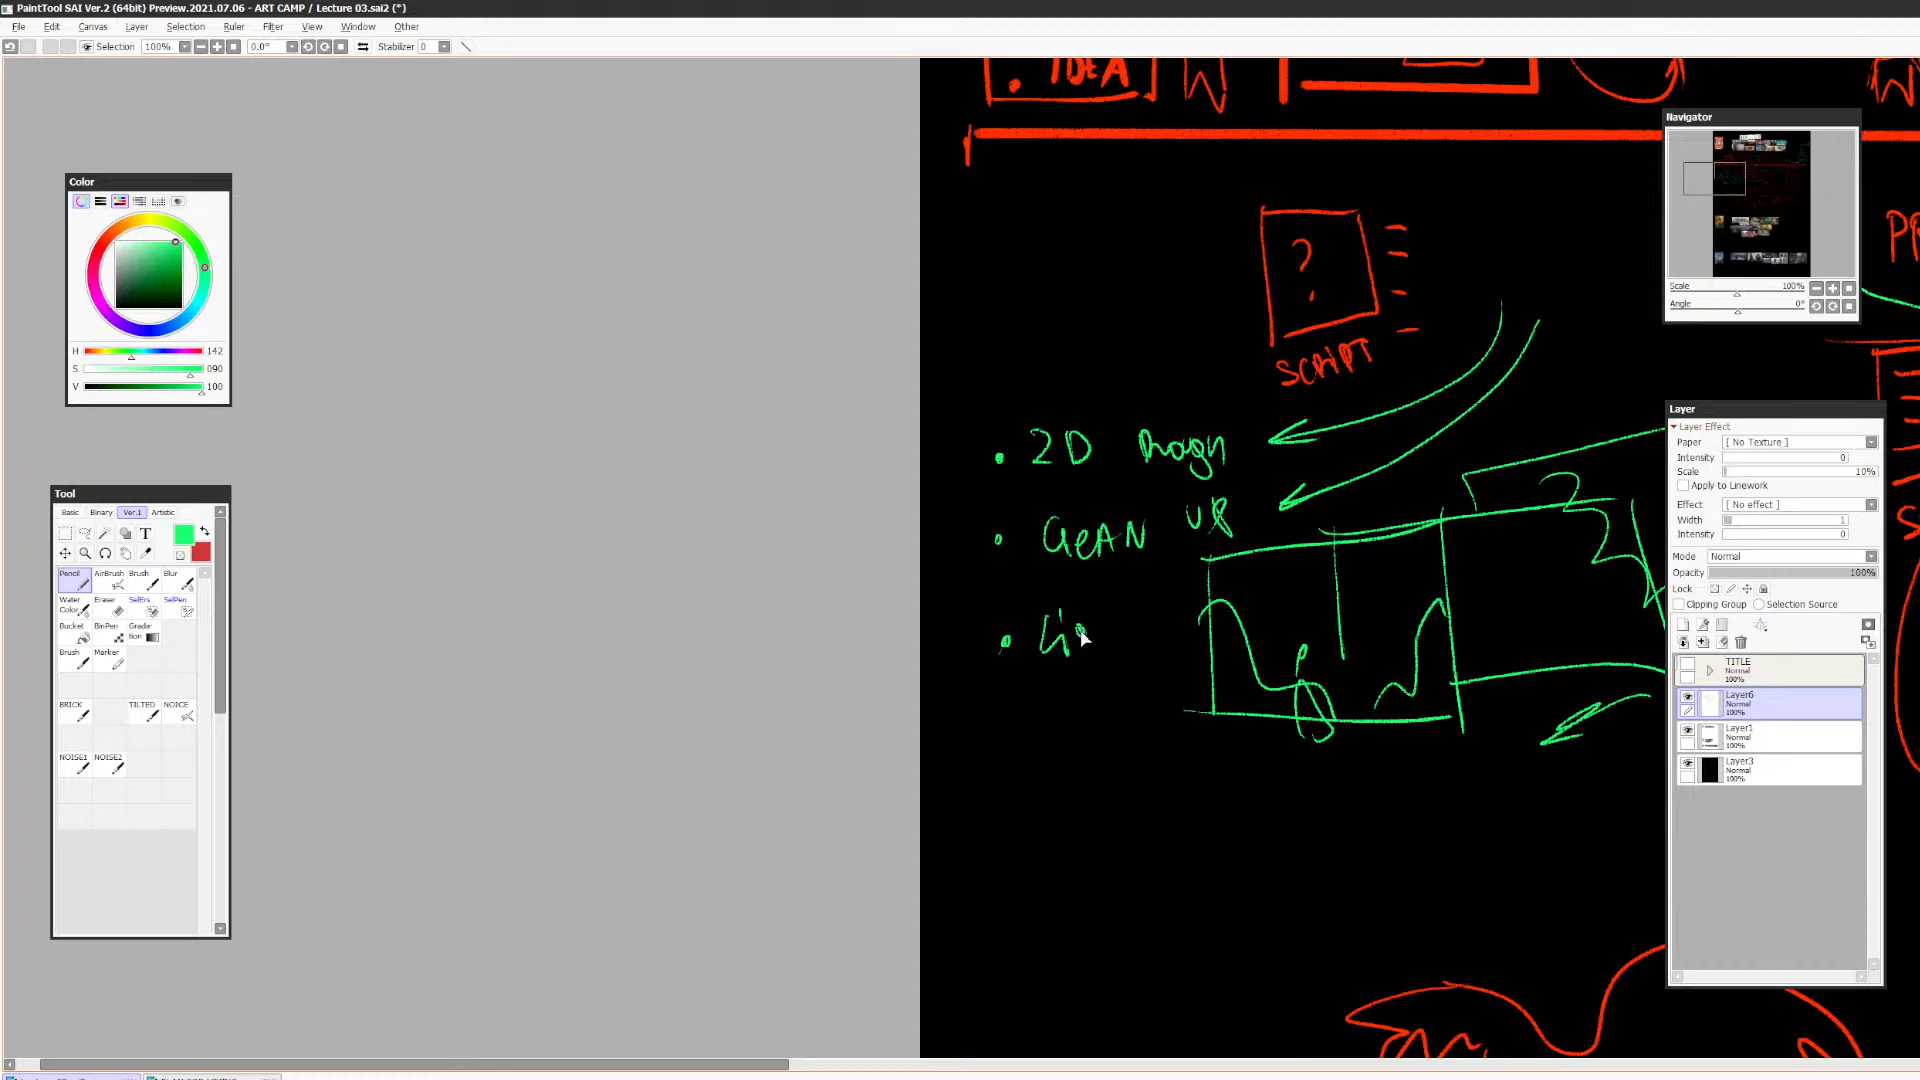 PaintTool SAI Ver.2 (64bit) Preview.2021.07.06 - ART CAMP / Lecture 03.sai2 (*)
File Edit Canvas Layer Selection Ruler Filter View Window Other
Selection 100% 0.0° Stabilizer 0
• IDEA
Navigator
Scale 100%
Angle 0°
Color
H 142
S 090
V 100
?
SCRIPT
• 2D Rough
• CleAN UP
• Li
Tool
Basic Binary Ver.1 Artistic
T
Pencil AirBrush Brush Blur
Water Color Eraser SelErs SelPen
Bucket BinPen Gradation
Brush Marker
BRICK TILTED NOICE
NOISE1 NOISE2
Layer
Layer Effect
Paper [ No Texture ]
Intensity 0
Scale 10%
Apply to Linework
Effect [ No effect ]
Width 1
Intensity 0
Mode Normal
Opacity 100%
Lock
Clipping Group Selection Source
TITLE
Normal
100%
Layer6
Normal
100%
Layer1
Normal
100%
Layer3
Normal
100%